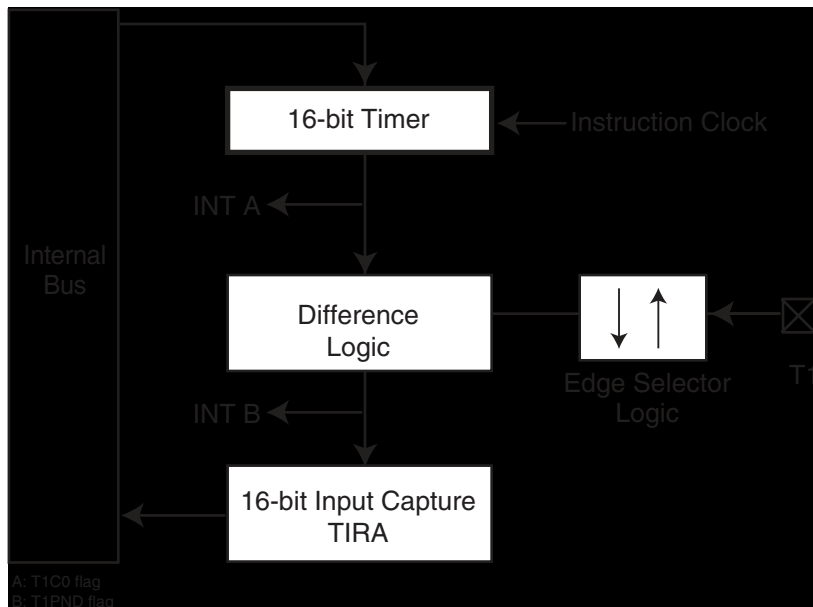 16-bit Timer
Instruction Clock
INT A
Internal
Bus
Difference
Logic
T1
Edge Selector
Logic
INT B
16-bit Input Capture
TIRA
A: T1C0 flag
B: T1PND flag